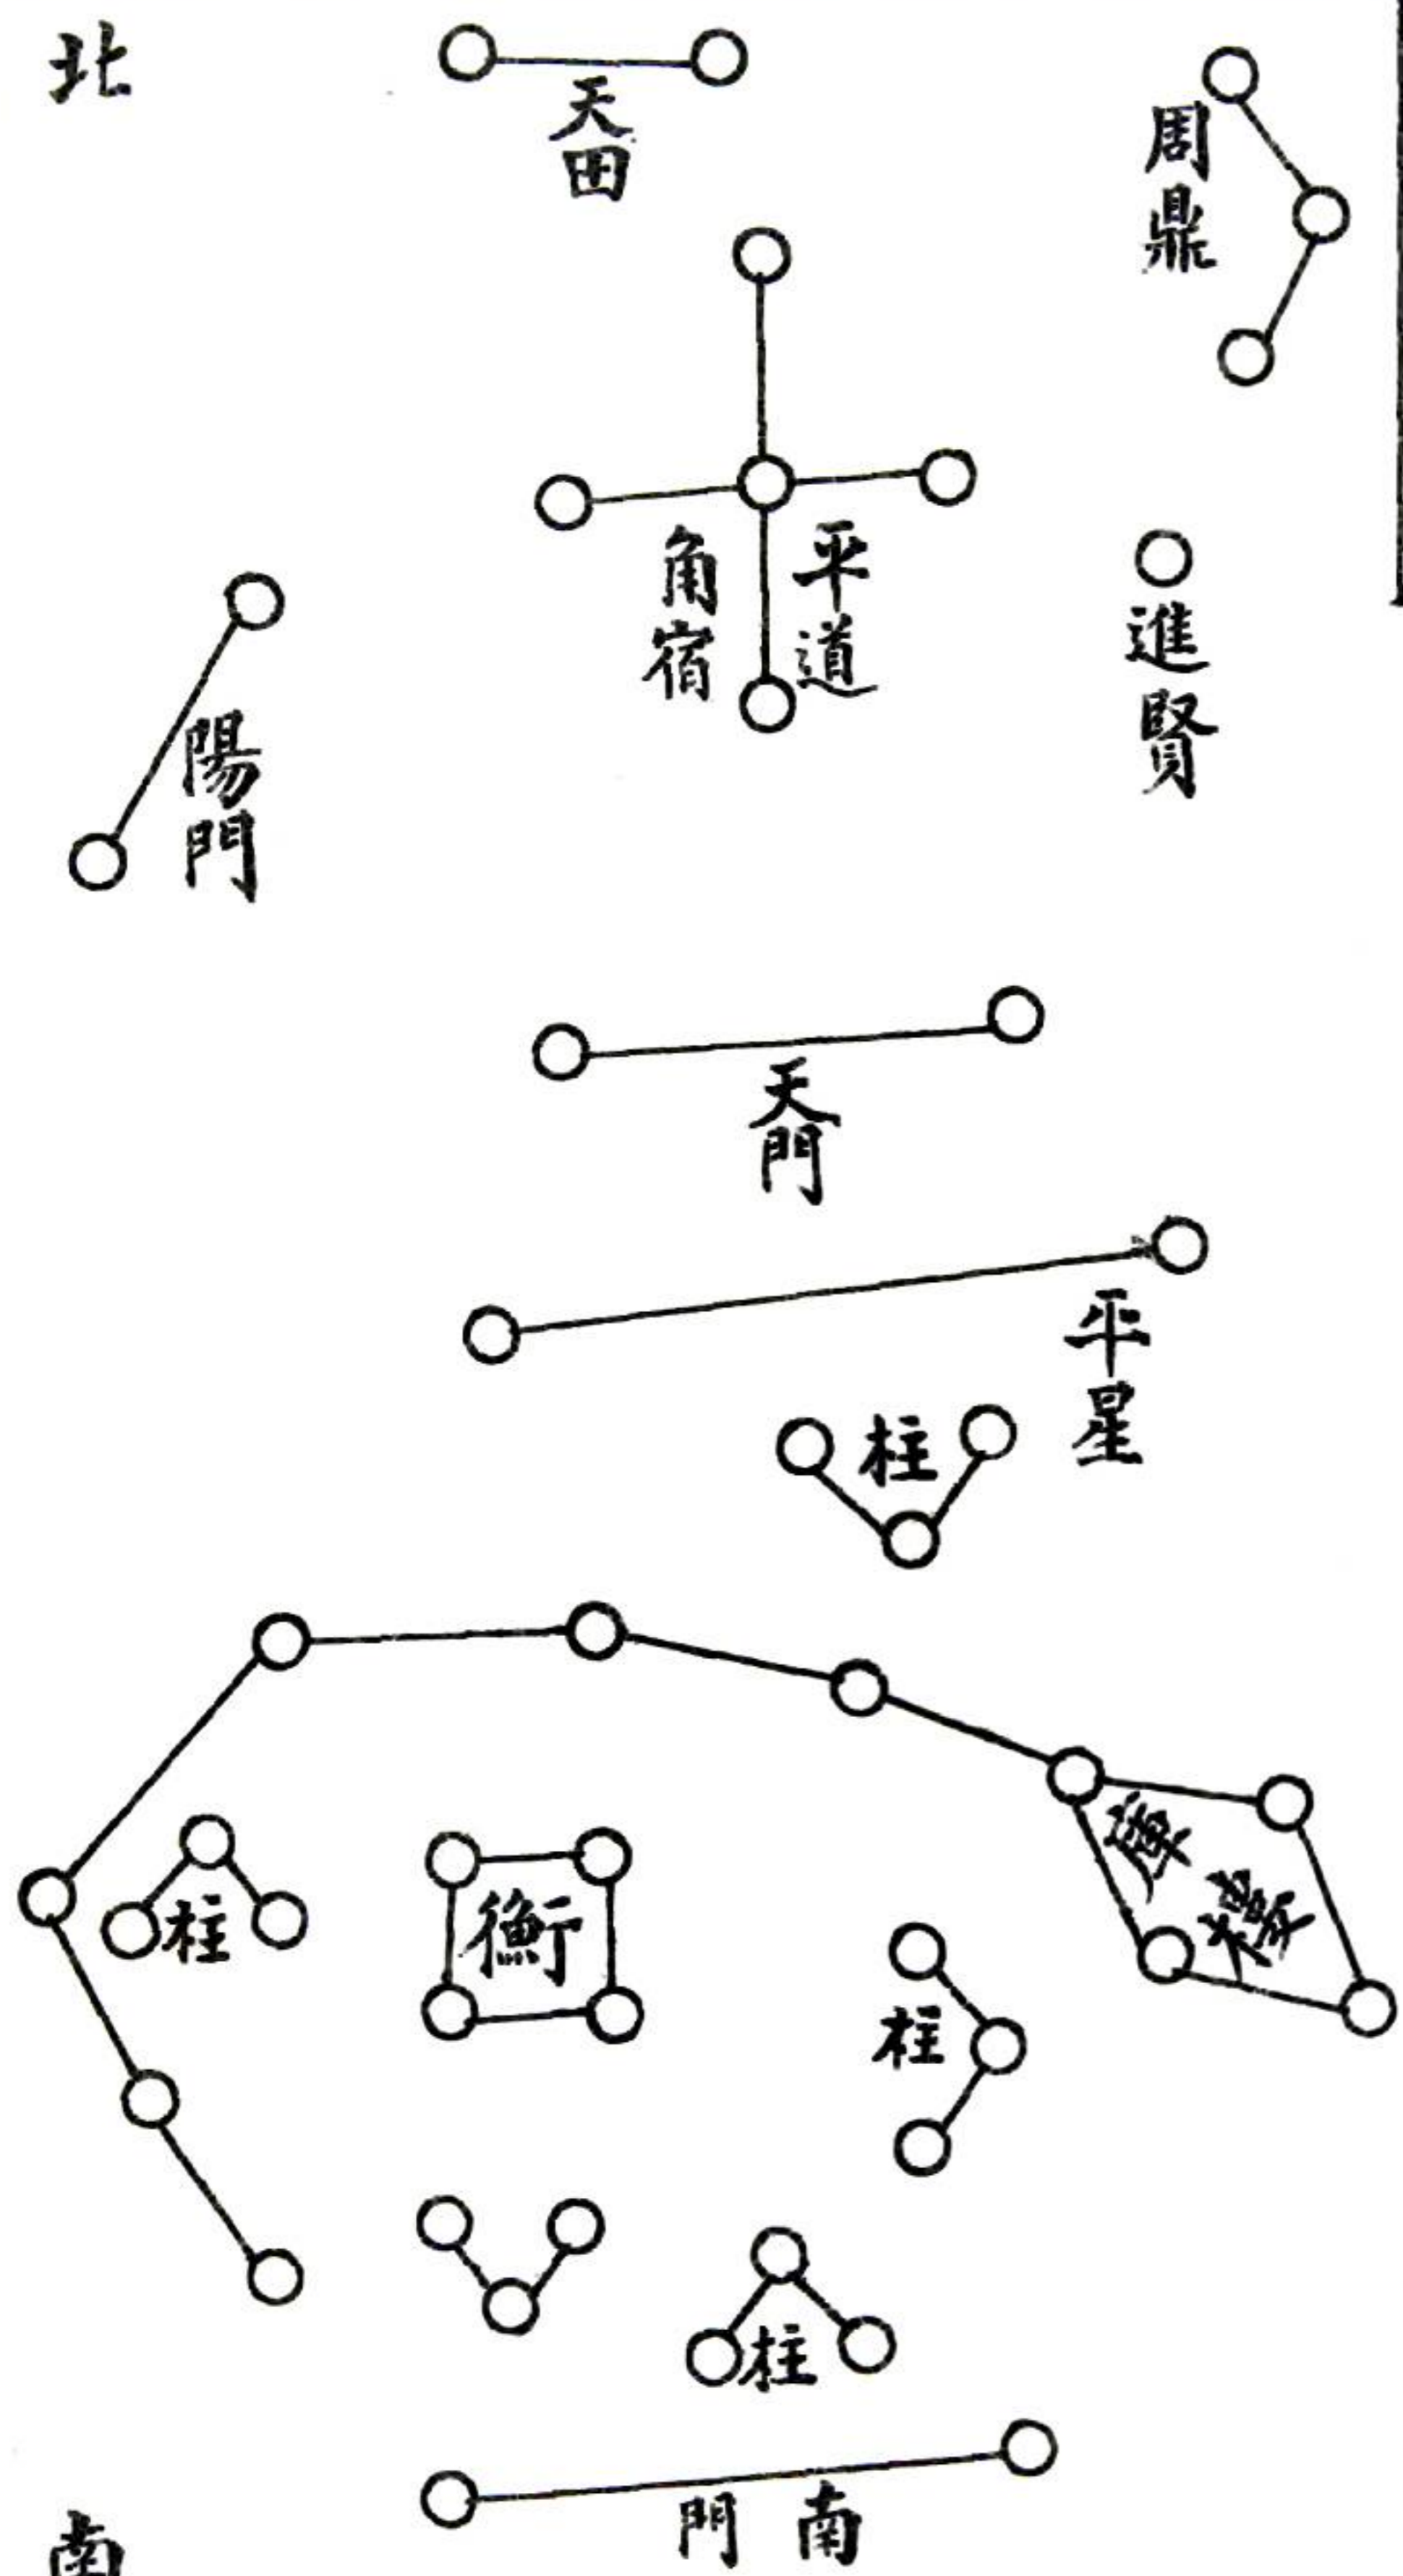 北
天田
周鼎
角宿
平道
進賢
陽門
天門
平星
柱
庫樓
柱
衡
柱
柱
南門
南